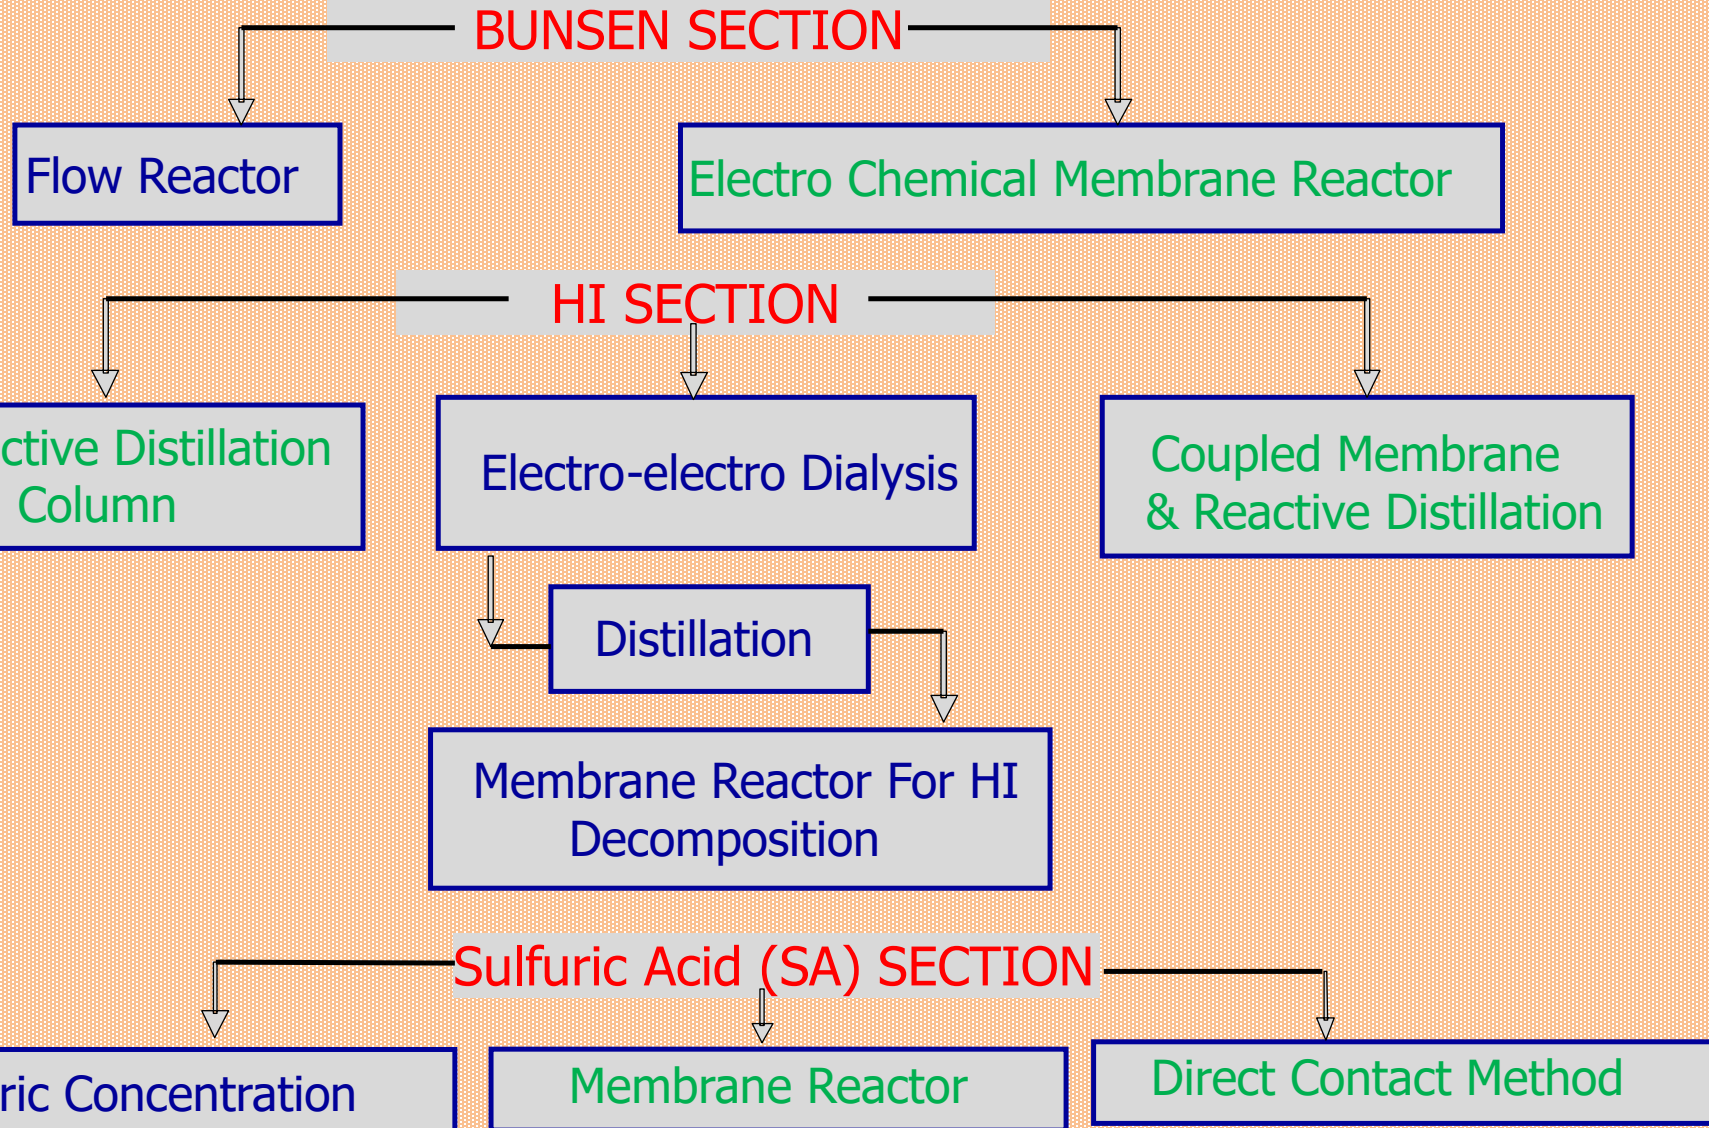 BUNSEN SECTION
Flow Reactor
Electro Chemical Membrane Reactor
HI SECTION
ctive Distillation
Column
Electro-electro Dialysis
Coupled Membrane
& Reactive Distillation
Distillation
Membrane Reactor For HI
Decomposition
Sulfuric Acid (SA) SECTION
ric Concentration
Membrane Reactor
Direct Contact Method